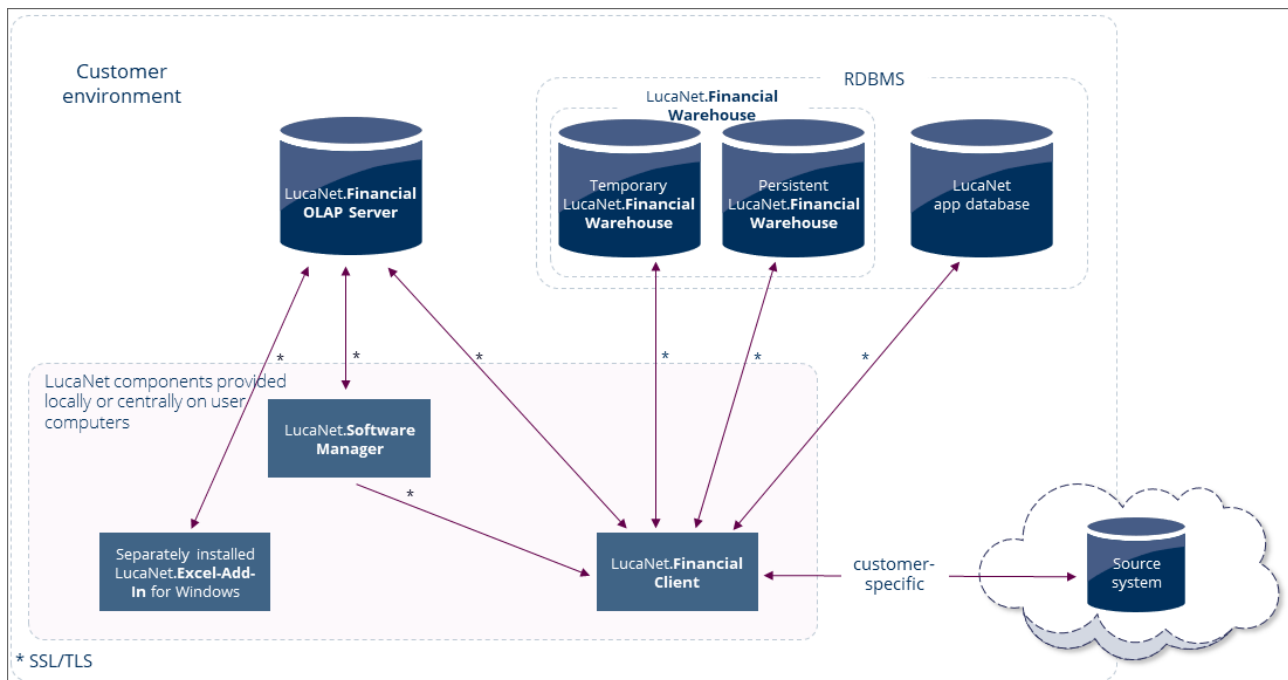 Customer
environment
RDBMS
LucaNet.Financial
Warehouse
LucaNet.Financial
OLAP Server
Temporary
LucaNet.Financial
Warehouse
Persistent
LucaNet.Financial
Warehouse
LucaNet
app database
*
*
*
*
*
*
LucaNet components provided
locally or centrally on user
computers
LucaNet.Software
Manager
*
Separately installed
LucaNet.Excel-Add-
In for Windows
LucaNet.Financial
Client
customer-
specific
Source
system
* SSL/TLS